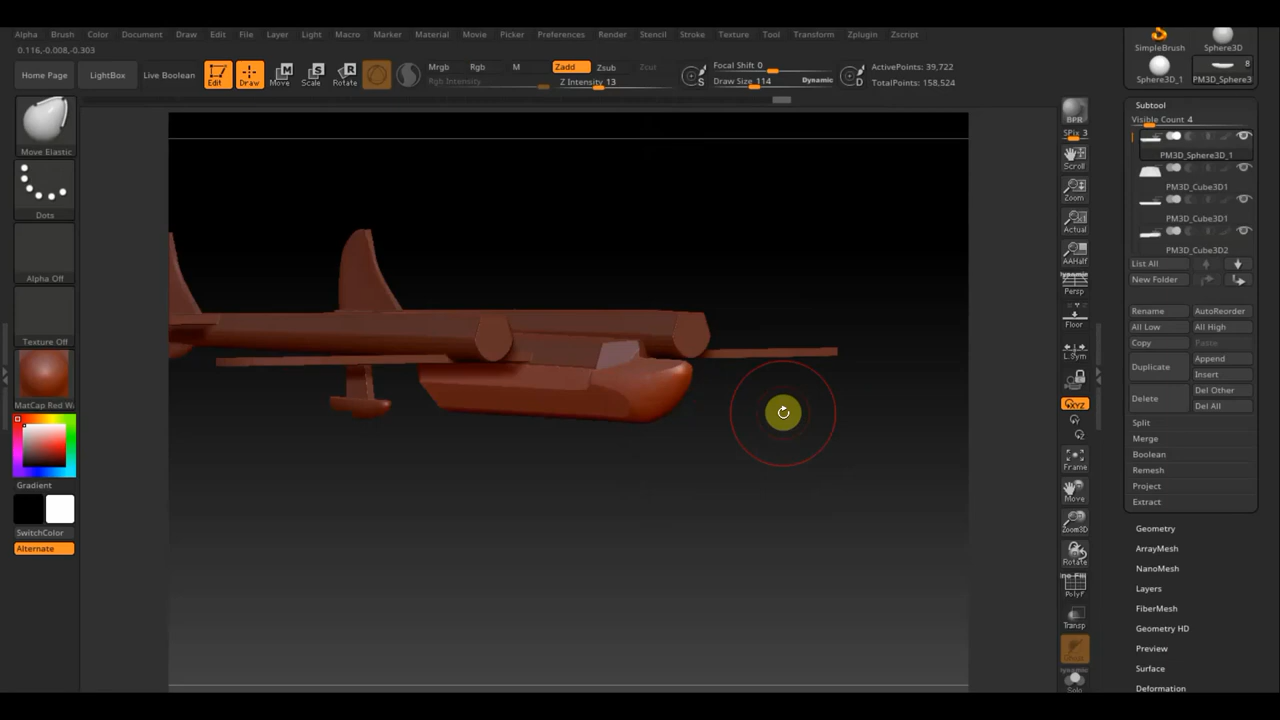 Alpha Brush Color Document Draw Edit File Layer Light Macro Marker Material Movie Picker Preferences Render Stencil Stroke Texture Tool Transform Zplugin Zscript
0.116,-0.008,-0.303
Home Page
LightBox
Live Boolean
Edit
Draw
Move
Scale
Rotate
Mrgb Rgb M
Rgb Intensity
Zadd Zsub
Z Intensity 13
S
Focal Shift 0
Draw Size 114 Dynamic
D
ActivePoints: 39,722
TotalPoints: 158,524
SimpleBrush Sphere3D
Sphere3D_1 PM3D_Sphere3
8
Move Elastic
Dots
Alpha Off
Texture Off
MatCap Red Wa
Gradient
SwitchColor
Alternate
BPR
SPix 3
Scroll
Zoom
Actual
AAHalf
Dynamic
Persp
Floor
L.Sym
XYZ
Y
Z
Frame
Move
Zoom3D
Rotate
Line Fill
PolyF
Transp
Ghost
Dynamic
Solo
Subtool
Visible Count 4
PM3D_Sphere3D_1
PM3D_Cube3D1
PM3D_Cube3D1
PM3D_Cube3D2
List All
New Folder
Rename AutoReorder
All Low All High
Copy Paste
Duplicate Append
Insert
Delete Del Other
Del All
Split
Merge
Boolean
Remesh
Project
Extract
Geometry
ArrayMesh
NanoMesh
Layers
FiberMesh
Geometry HD
Preview
Surface
Deformation